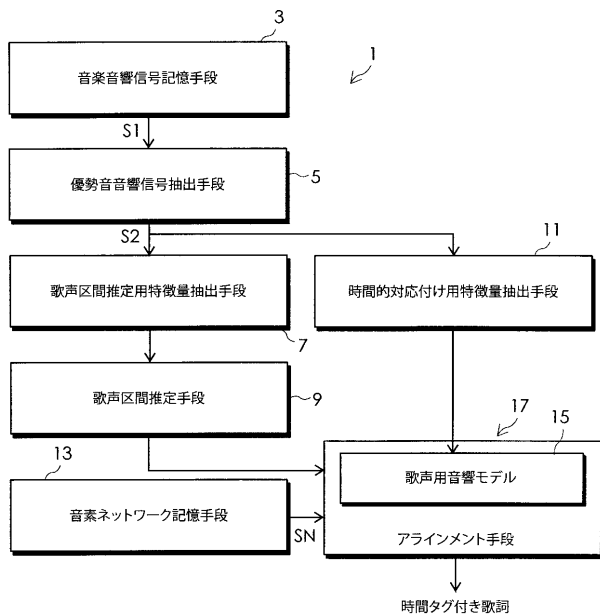 3
1
音楽音響信号記憶手段
S1
優勢音音響信号抽出手段
5
S2
11
歌声区間推定用特徴量抽出手段
時間的対応付け用特徴量抽出手段
7
歌声区間推定手段
9
17
13
15
歌声用音響モデル
音素ネットワーク記憶手段
SN
アラインメント手段
時間タグ付き歌詞